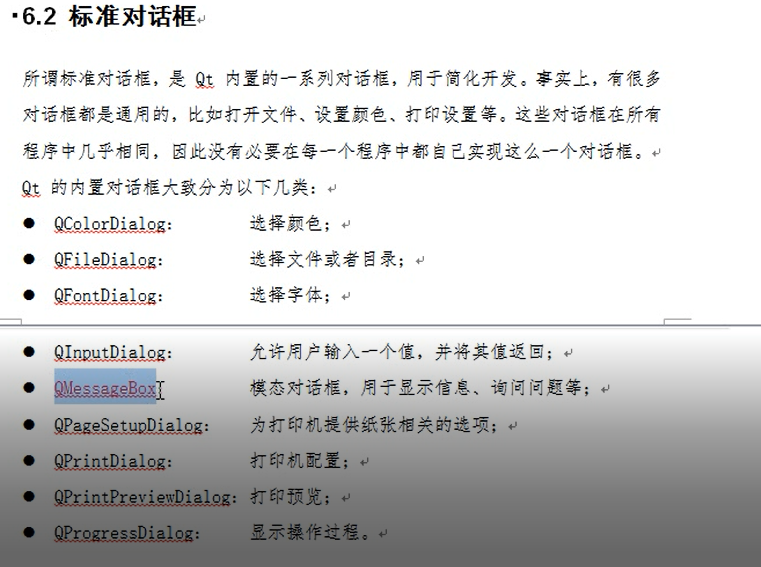 6.2 标准对话框
所谓标准对话框，是 Qt 内置的一系列对话框，用于简化开发。事实上，有很多
对话框都是通用的，比如打开文件、设置颜色、打印设置等。这些对话框在所有
程序中几乎相同，因此没有必要在每一个程序中都自己实现这么一个对话框。
Qt 的内置对话框大致分为以下几类：
● QColorDialog： 选择颜色；
● QFileDialog： 选择文件或者目录；
● QFontDialog： 选择字体；
● QInputDialog： 允许用户输入一个值，并将其值返回；
● QMessageBox 模态对话框，用于显示信息、询问问题等；
● QPageSetupDialog： 为打印机提供纸张相关的选项；
● QPrintDialog： 打印机配置；
● QPrintPreviewDialog：打印预览；
● QProgressDialog： 显示操作过程。